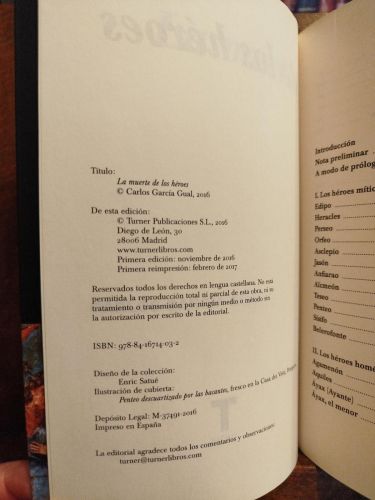 Título:
La muerte de los héroes
© Carlos García Gual, 2016
De esta edición:
© Turner Publicaciones S.L., 2016
Diego de León, 30
28006 Madrid
www.turnerlibros.com
Primera edición: noviembre de 2016
Primera reimpresión: febrero de 2017
Reservados todos los derechos en lengua castellana. No está
permitida la reproducción total ni parcial de esta obra, ni su
tratamiento o transmisión por ningún medio o método sin
la autorización por escrito de la editorial.
ISBN: 978-84-16714-03-2
Diseño de la colección:
Enric Satué
Ilustración de cubierta:
Penteo descuartizado por las bacantes, fresco en la Casa dei Vetii,
Depósito Legal: M-37491-2016
Impreso en España
La editorial agradece todos los comentarios y observaciones:
turner@turnerlibros.com
Introducción
Nota preliminar
A modo de prólogo
I. Los héroes mític
Edipo
Heracles
Perseo
Orfeo
Asclepio
Jasón
Anfiarao
Alcmeón
Teseo
Penteo
Sísifo
Belerofonte
II. Los héroes homé
Agamenón
Aquiles
Áyax (Ayante)
Áyax, el menor